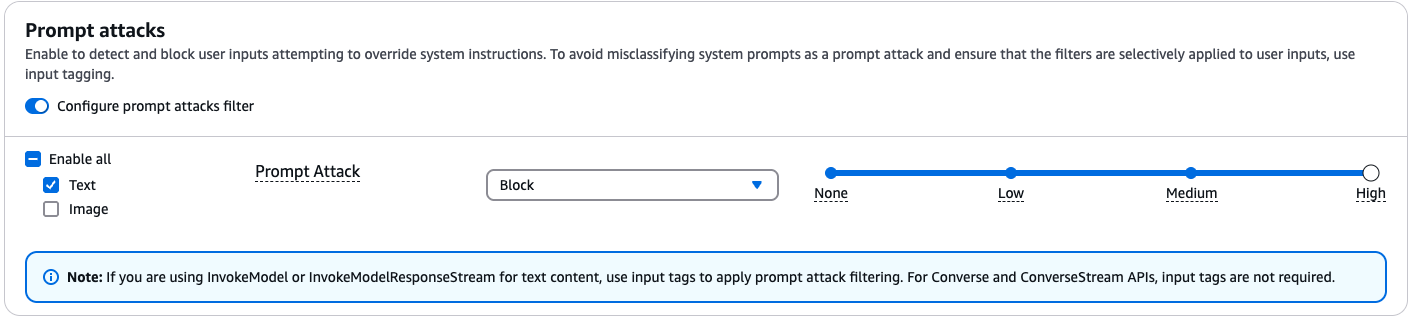 Prompt attacks
Enable to detect and block user inputs attempting to override system instructions. To avoid misclassifying system prompts as a prompt attack and ensure that the filters are selectively applied to user inputs, use
input tagging.
Configure prompt attacks filter
Enable all
Text
Image
Prompt Attack
Block
None
Low
Medium
High
Note: If you are using InvokeModel or InvokeModelResponseStream for text content, use input tags to apply prompt attack filtering. For Converse and ConverseStream APIs, input tags are not required.